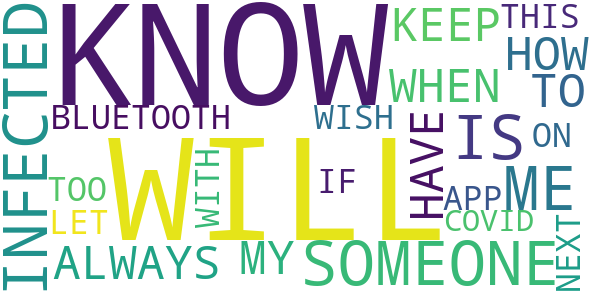 INFECTED
KNOW
KEEP
THIS
HOW
WHEN
TO
BLUETOOTH
WISH
HAVE
IS
ON
WILL
WITH
IF
TOO
APP
ME
LET
COVID
ALWAYS
MY
SOMEONE
NEXT